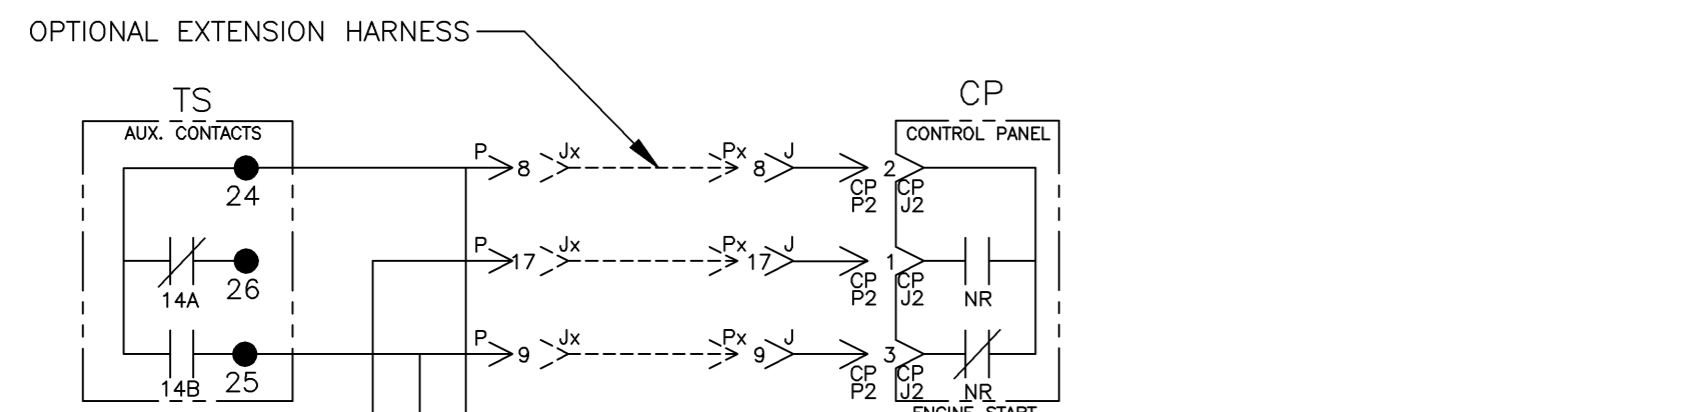 OPTIONAL EXTENSION HARNESS
TS
CP
AUX. CONTACTS
CONTROL PANEL
P 8 Jx Px 8 J 2
24
CP CP
P2 J2
P 17 Jx Px 17 J 1
26
CP CP
P2 J2
14A
NR
P 9 Jx Px 9 J 3
25
CP CP
P2 J2
14B
NR
ENGINE START